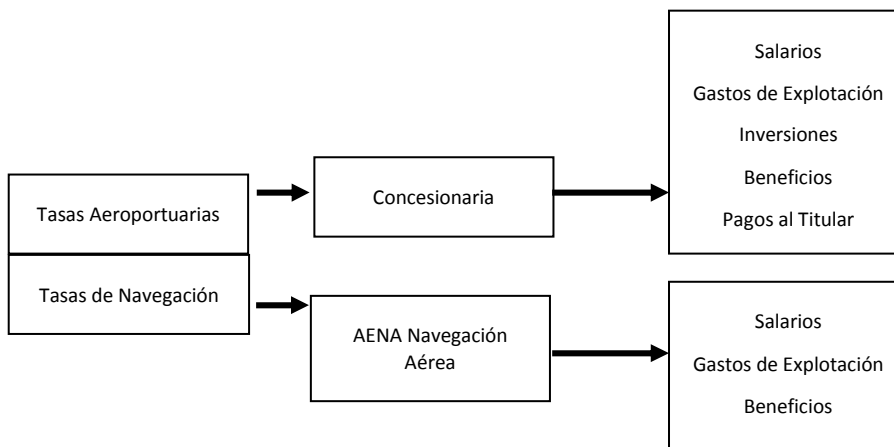 Tasas Aeroportuarias
Tasas de Navegación
Concesionaria
AENA Navegación
Aérea
Salarios
Gastos de Explotación
Inversiones
Beneficios
Pagos al Titular
Salarios
Gastos de Explotación
Beneficios